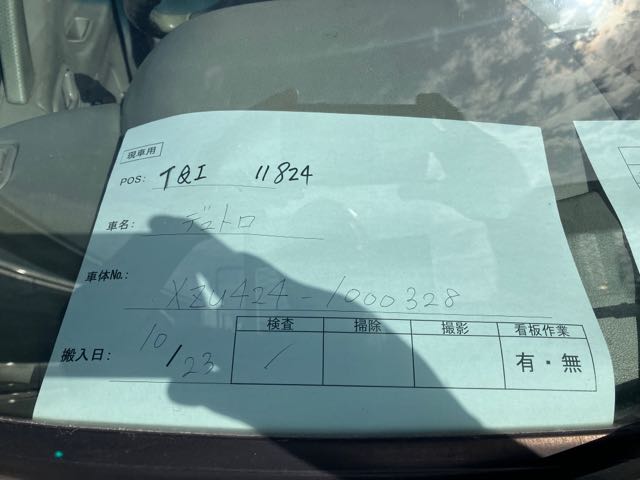 現車用
POS: T&I 11824
車名: デュトロ
車体No.: XZU424-1000328
搬入日: 10/23
検査 掃除 撮影 看板作業
✓ 有・無